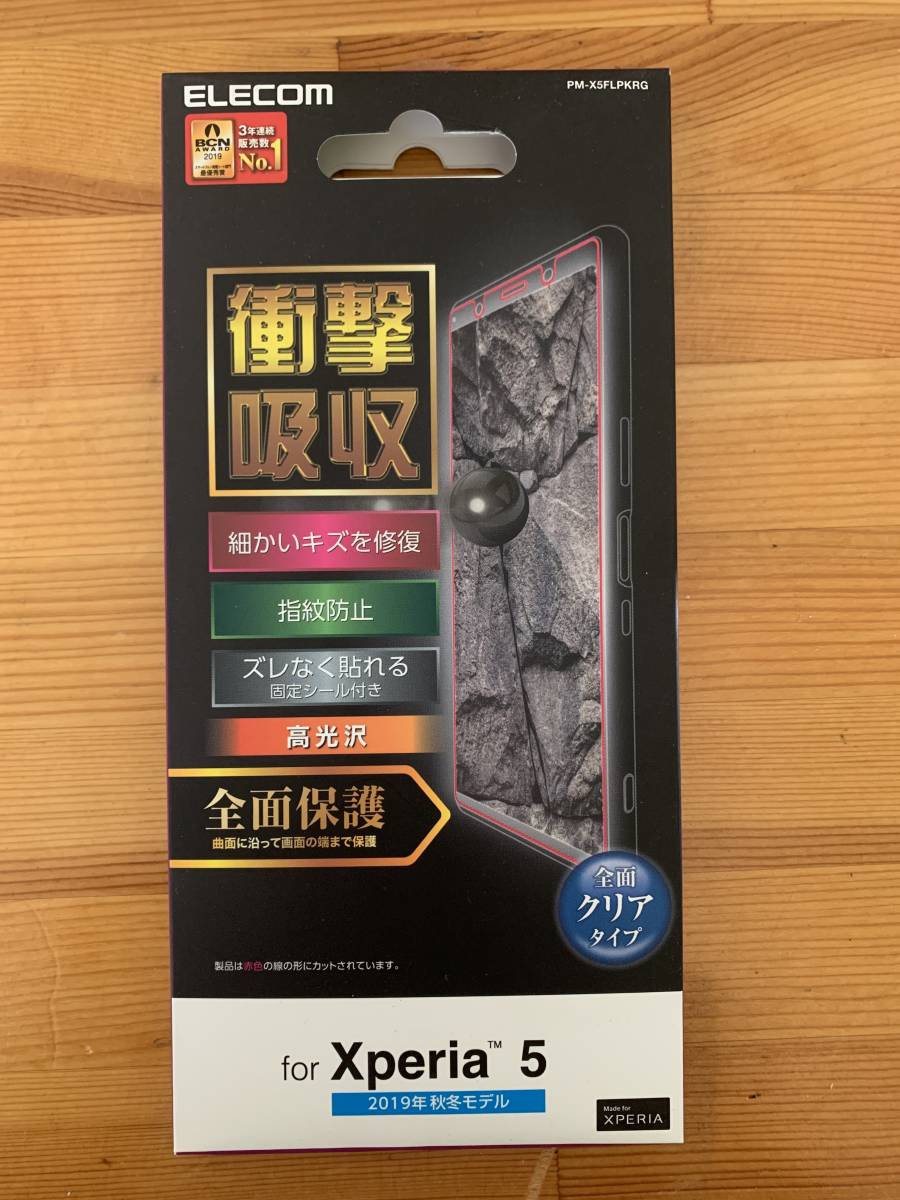 ELECOM
PM-X5FLPKRG
BCN
AWARD
2019
最優秀賞
3年連続
販売数
No.1
衝撃
吸収
細かいキズを修復
指紋防止
ズレなく貼れる
固定シール付き
高光沢
全面保護
曲面に沿って画面の端まで保護
全面
クリア
タイプ
製品は赤色の線の形にカットされています。
for Xperia™ 5
2019年秋冬モデル
Made for
XPERIA